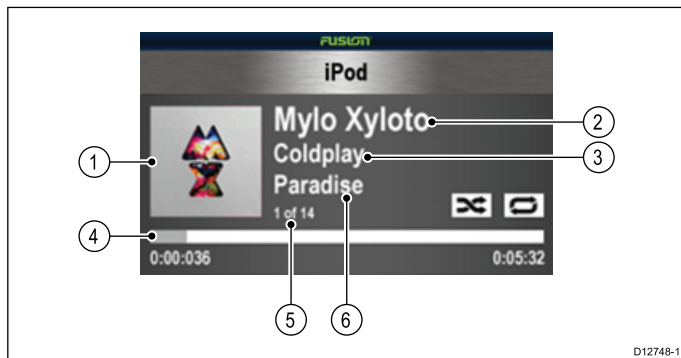 FUSION
iPod
Mylo Xyloto
Coldplay
Paradise
1 of 14
0:00:036 0:05:32
1
2
3
4
5
6
D12748-1